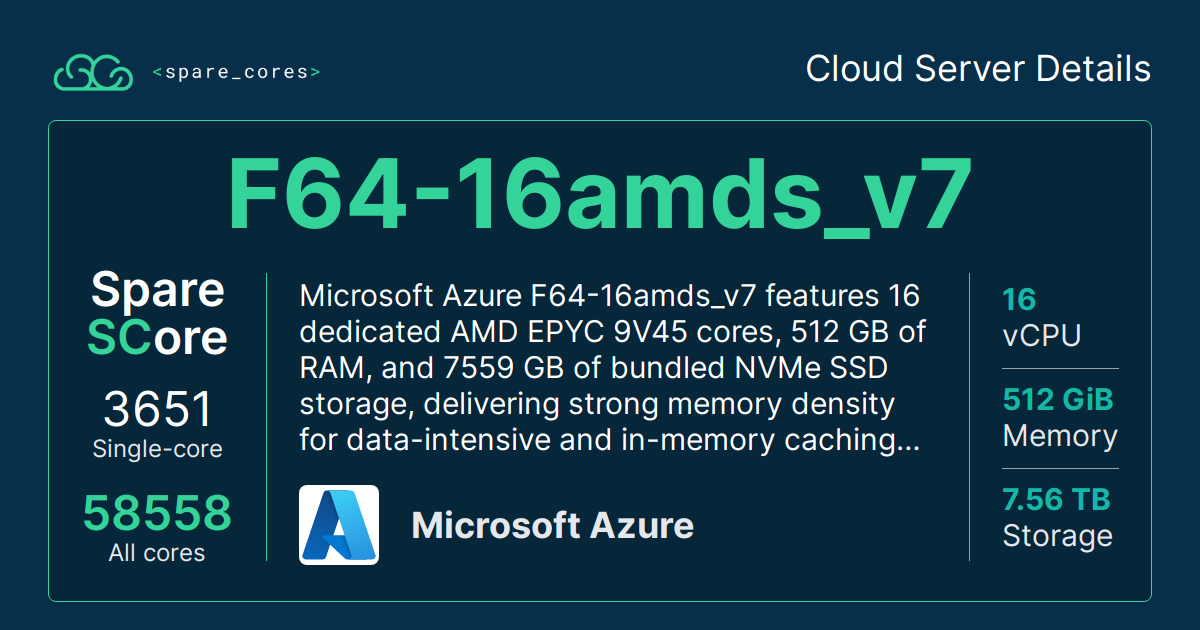 <spare_cores>
Cloud Server Details
F64-16amds_v7
Spare
SCore
3651
Single-core
58558
All cores
Microsoft Azure F64-16amds_v7 features 16
dedicated AMD EPYC 9V45 cores, 512 GB of
RAM, and 7559 GB of bundled NVMe SSD
storage, delivering strong memory density
for data-intensive and in-memory caching...
Microsoft Azure
16
vCPU
512 GiB
Memory
7.56 TB
Storage